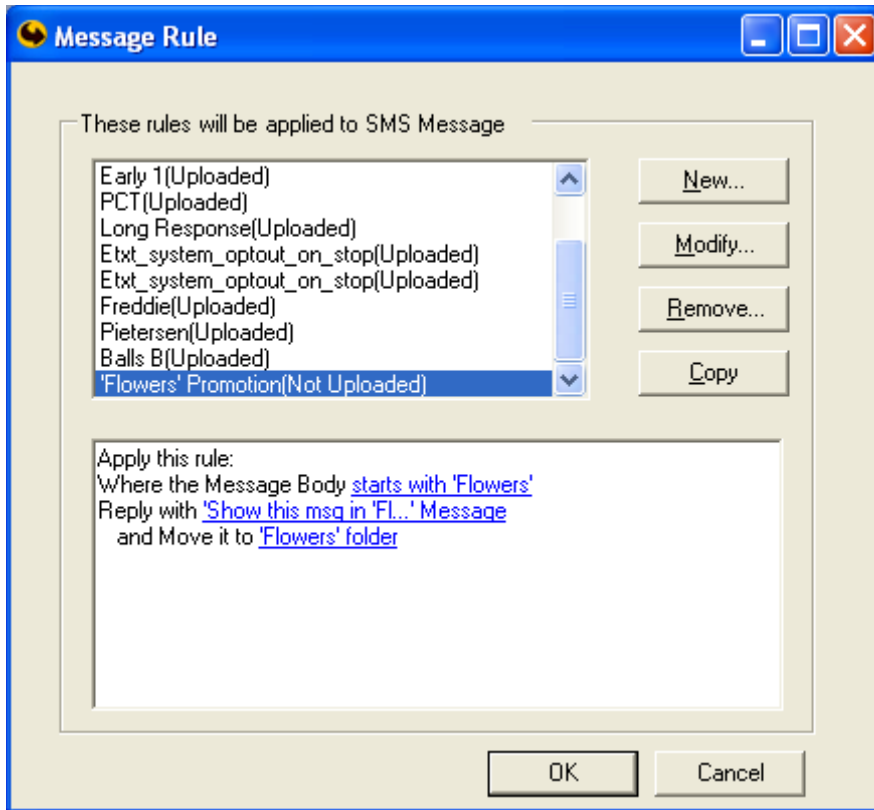 Message Rule
These rules will be applied to SMS Message
Early 1(Uploaded)
PCT(Uploaded)
Long Response(Uploaded)
Etxt_system_optout_on_stop(Uploaded)
Etxt_system_optout_on_stop(Uploaded)
Freddie(Uploaded)
Pietersen(Uploaded)
Balls B(Uploaded)
'Flowers' Promotion(Not Uploaded)
New...
Modify...
Remove...
Copy
Apply this rule:
Where the Message Body starts with 'Flowers'
Reply with 'Show this msg in 'Fl...' Message
and Move it to 'Flowers' folder
OK
Cancel